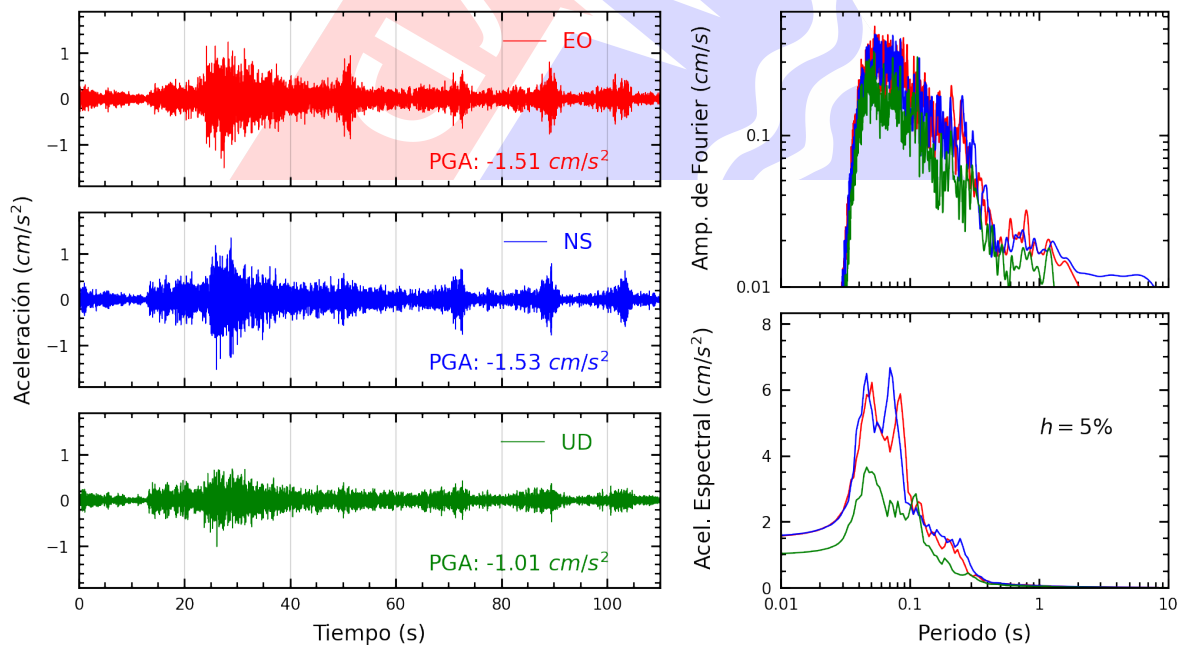 Aceleración (cm/s²)
1
0
−1
EO
PGA: -1.51 cm/s²
1
0
−1
NS
PGA: -1.53 cm/s²
1
0
−1
UD
PGA: -1.01 cm/s²
0 20 40 60 80 100
Tiempo (s)
Amp. de Fourier (cm/s)
0.1
0.01
Acel. Espectral (cm/s²)
8
6
4
2
0
h = 5%
0.01 0.1 1 10
Periodo (s)